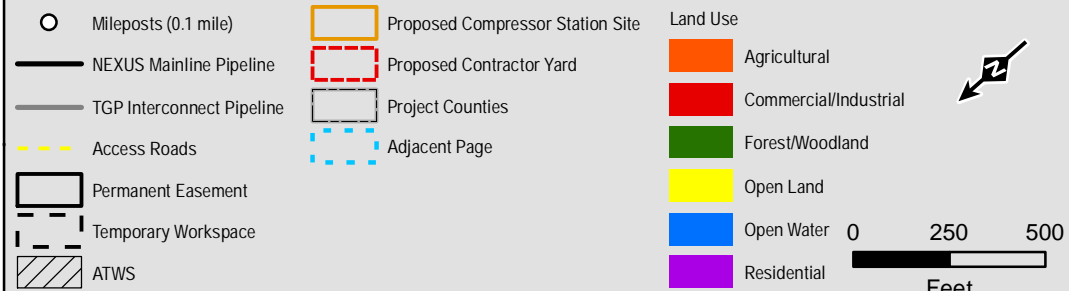 Mileposts (0.1 mile)
NEXUS Mainline Pipeline
TGP Interconnect Pipeline
Access Roads
Permanent Easement
Temporary Workspace
ATWS
Proposed Compressor Station Site
Proposed Contractor Yard
Project Counties
Adjacent Page
Land Use
Agricultural
Commercial/Industrial
Forest/Woodland
Open Land
Open Water
Residential
N
0 250 500
Feet